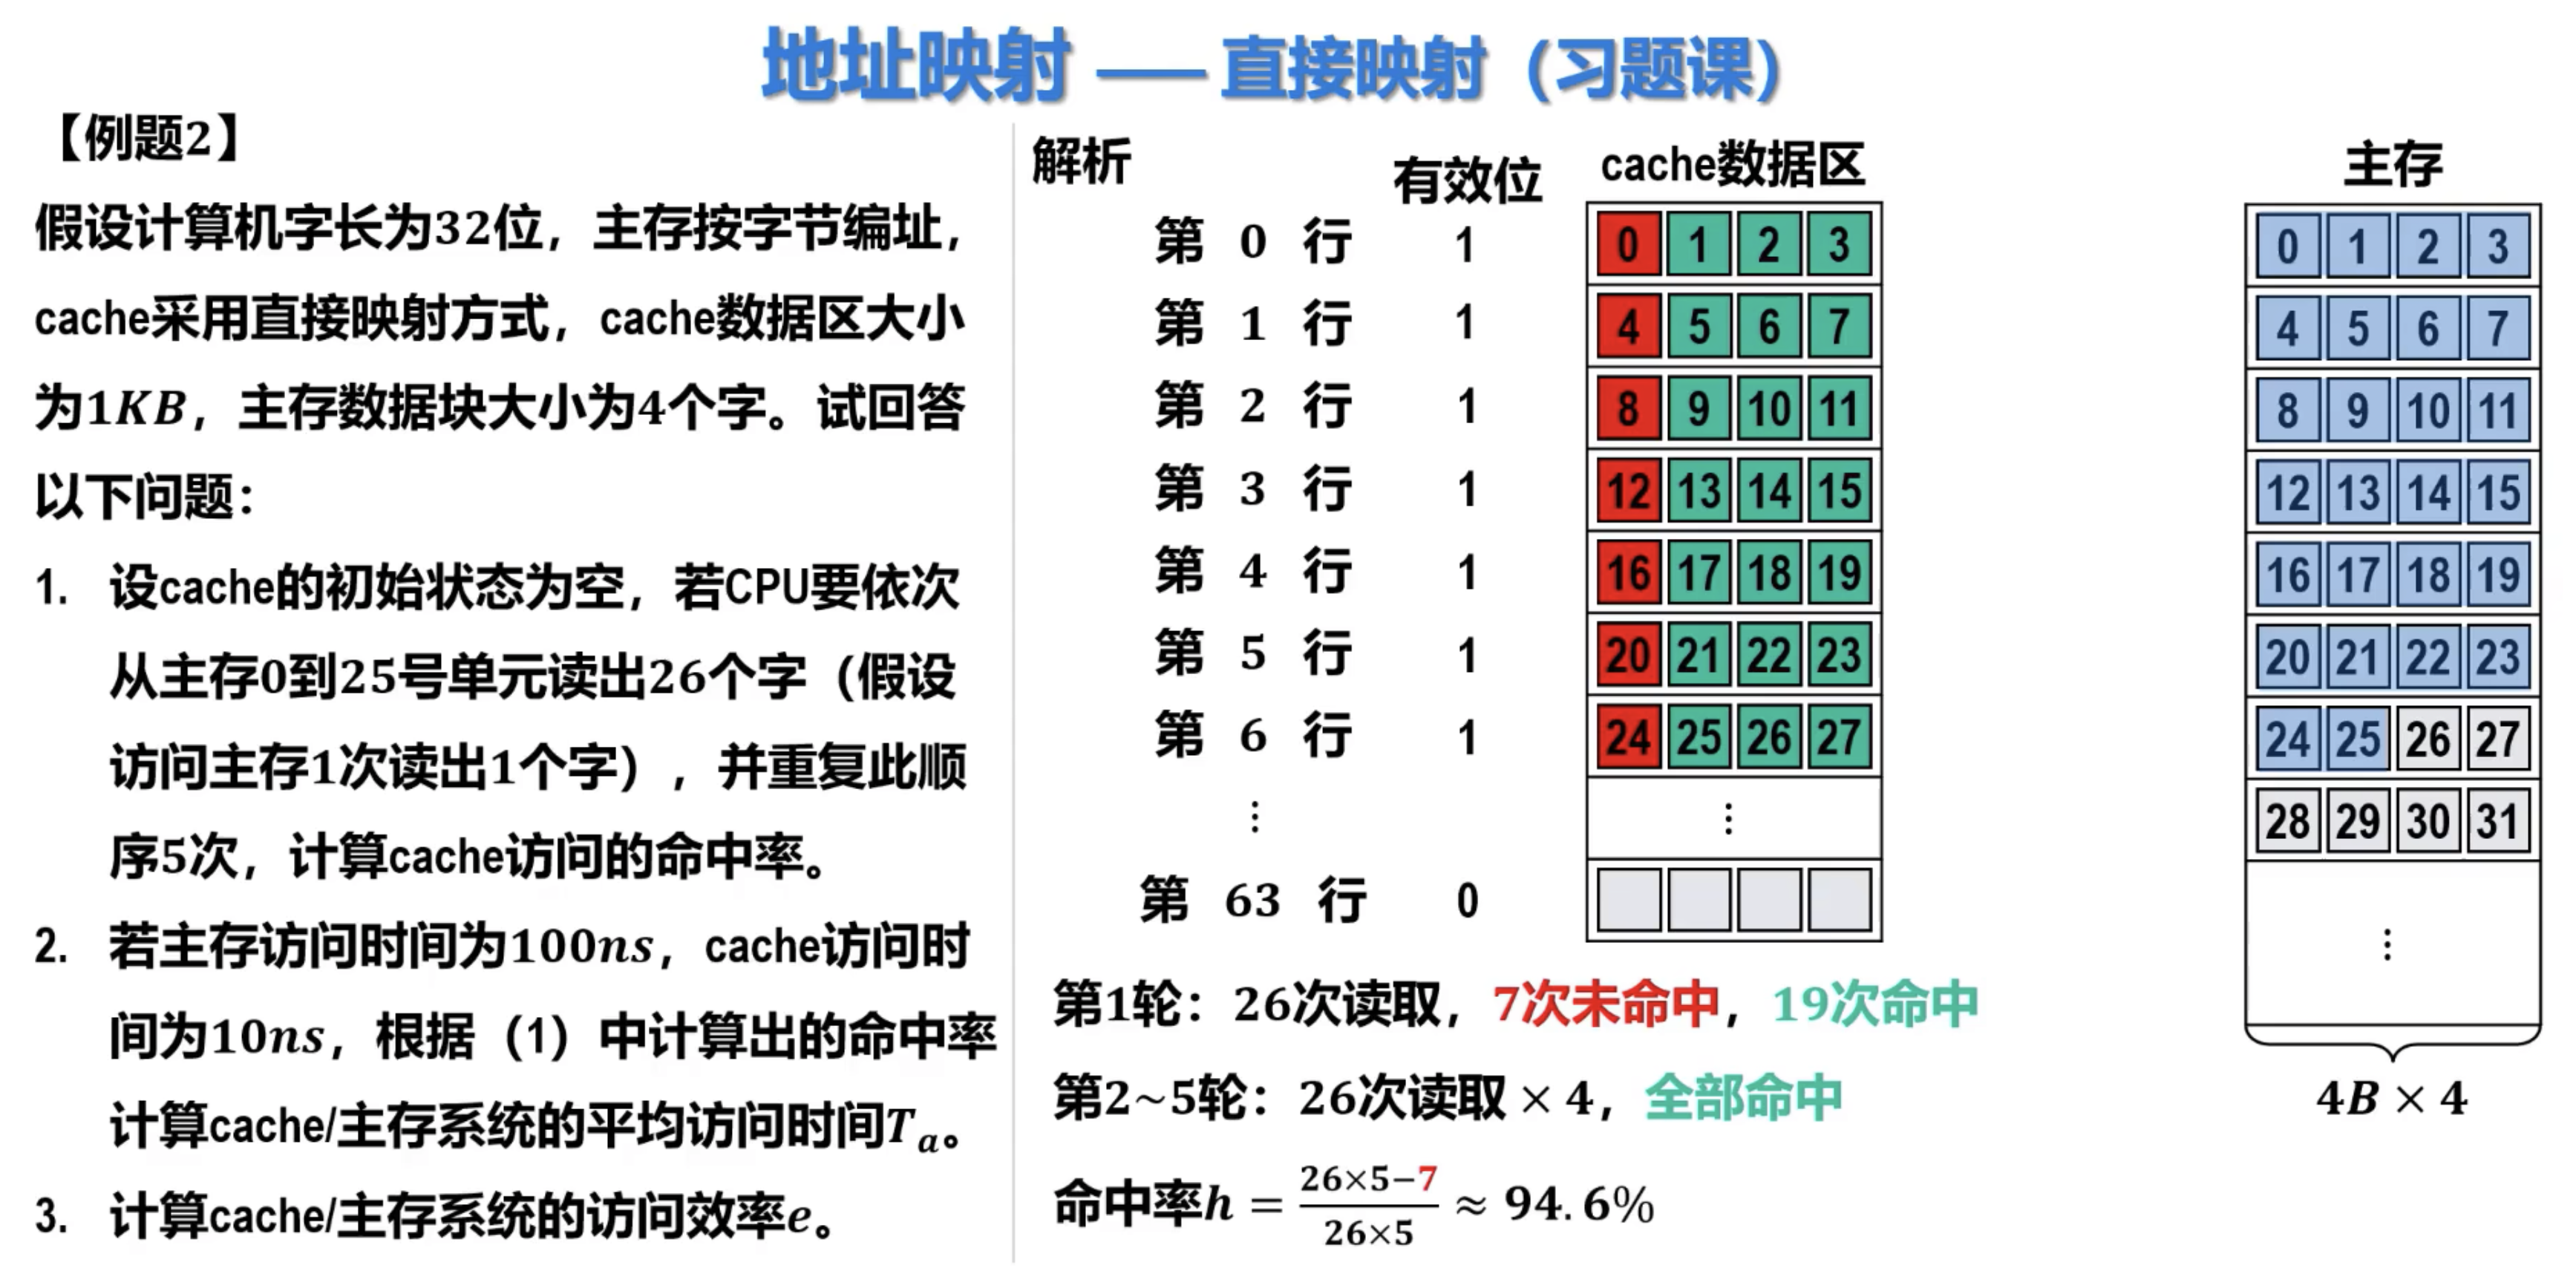 地址映射 —— 直接映射（习题课）
【例题2】
假设计算机字长为32位，主存按字节编址，
cache采用直接映射方式，cache数据区大小
为1KB，主存数据块大小为4个字。试回答
以下问题：
1. 设cache的初始状态为空，若CPU要依次
从主存0到25号单元读出26个字（假设
访问主存1次读出1个字），并重复此顺
序5次，计算cache访问的命中率。
2. 若主存访问时间为100ns，cache访问时
间为10ns，根据（1）中计算出的命中率
计算cache/主存系统的平均访问时间Tₐ。
3. 计算cache/主存系统的访问效率e。
解析
有效位
cache数据区
第 0 行 1 0 1 2 3
第 1 行 1 4 5 6 7
第 2 行 1 8 9 10 11
第 3 行 1 12 13 14 15
第 4 行 1 16 17 18 19
第 5 行 1 20 21 22 23
第 6 行 1 24 25 26 27
⋮ ⋮
第 63 行 0
主存
0 1 2 3
4 5 6 7
8 9 10 11
12 13 14 15
16 17 18 19
20 21 22 23
24 25 26 27
28 29 30 31
⋮
4B × 4
第1轮：26次读取，7次未命中，19次命中
第2~5轮：26次读取 × 4，全部命中
命中率h = (26×5−7)/(26×5) ≈ 94.6%